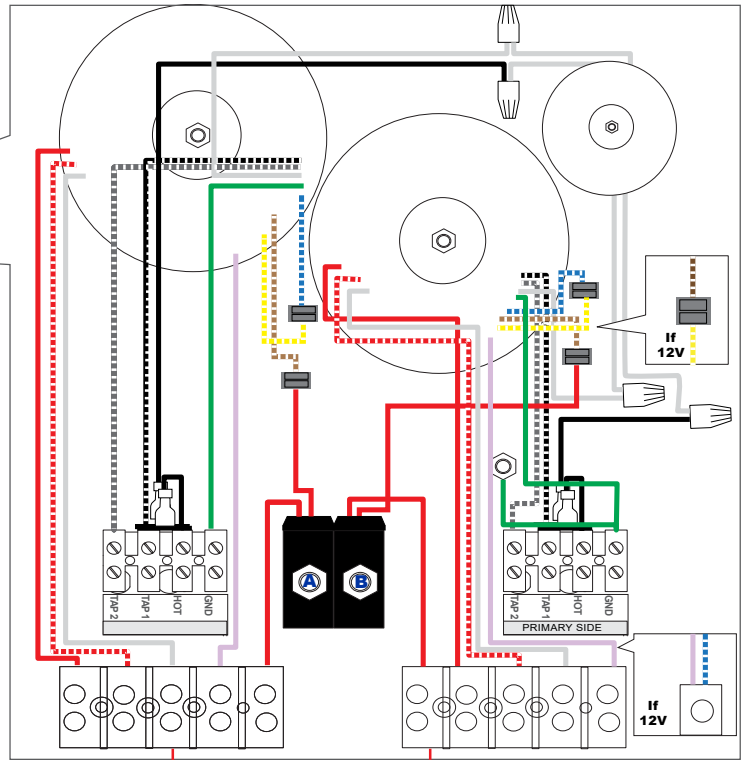 If
12V
A
B
TAP 2
TAP 1
HOT
GND
TAP 2
TAP 1
HOT
GND
PRIMARY SIDE
If
12V